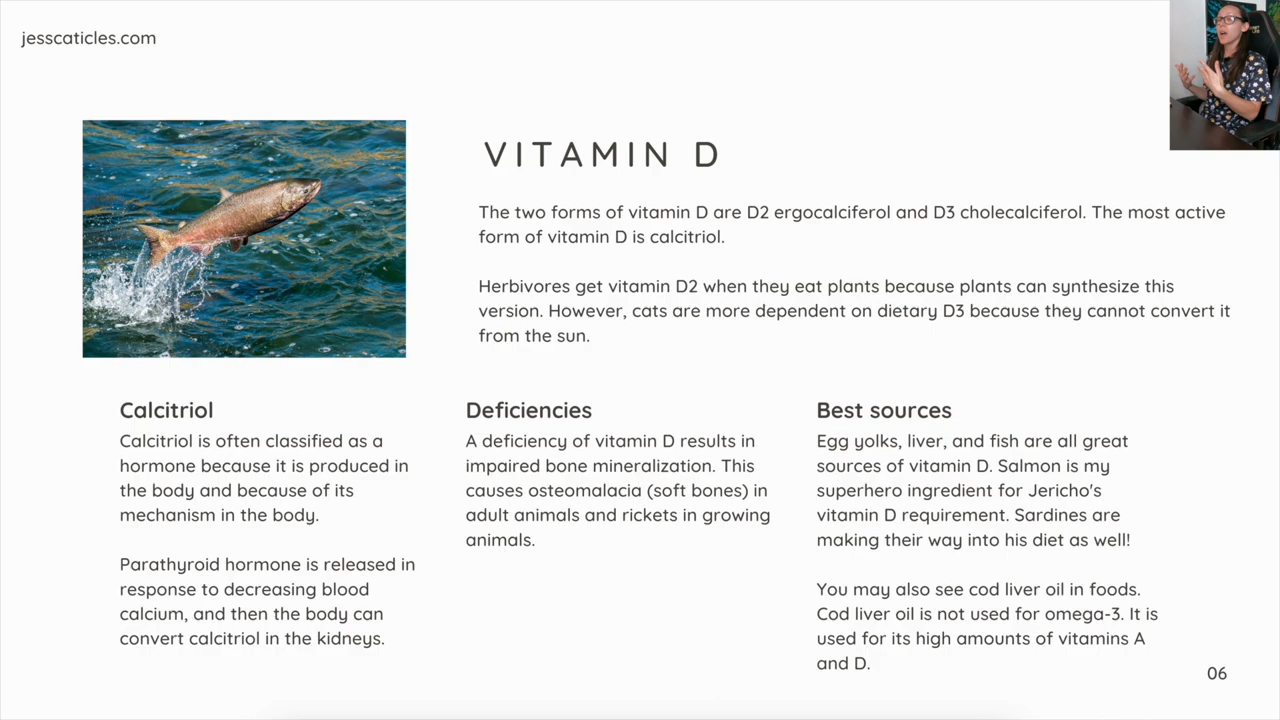 jesscaticles.com
VITAMIN D
The two forms of vitamin D are D2 ergocalciferol and D3 cholecalciferol. The most active
form of vitamin D is calcitriol.
Herbivores get vitamin D2 when they eat plants because plants can synthesize this
version. However, cats are more dependent on dietary D3 because they cannot convert it
from the sun.
Calcitriol
Calcitriol is often classified as a
hormone because it is produced in
the body and because of its
mechanism in the body.
Parathyroid hormone is released in
response to decreasing blood
calcium, and then the body can
convert calcitriol in the kidneys.
Deficiencies
A deficiency of vitamin D results in
impaired bone mineralization. This
causes osteomalacia (soft bones) in
adult animals and rickets in growing
animals.
Best sources
Egg yolks, liver, and fish are all great
sources of vitamin D. Salmon is my
superhero ingredient for Jericho's
vitamin D requirement. Sardines are
making their way into his diet as well!
You may also see cod liver oil in foods.
Cod liver oil is not used for omega-3. It is
used for its high amounts of vitamins A
and D.
06